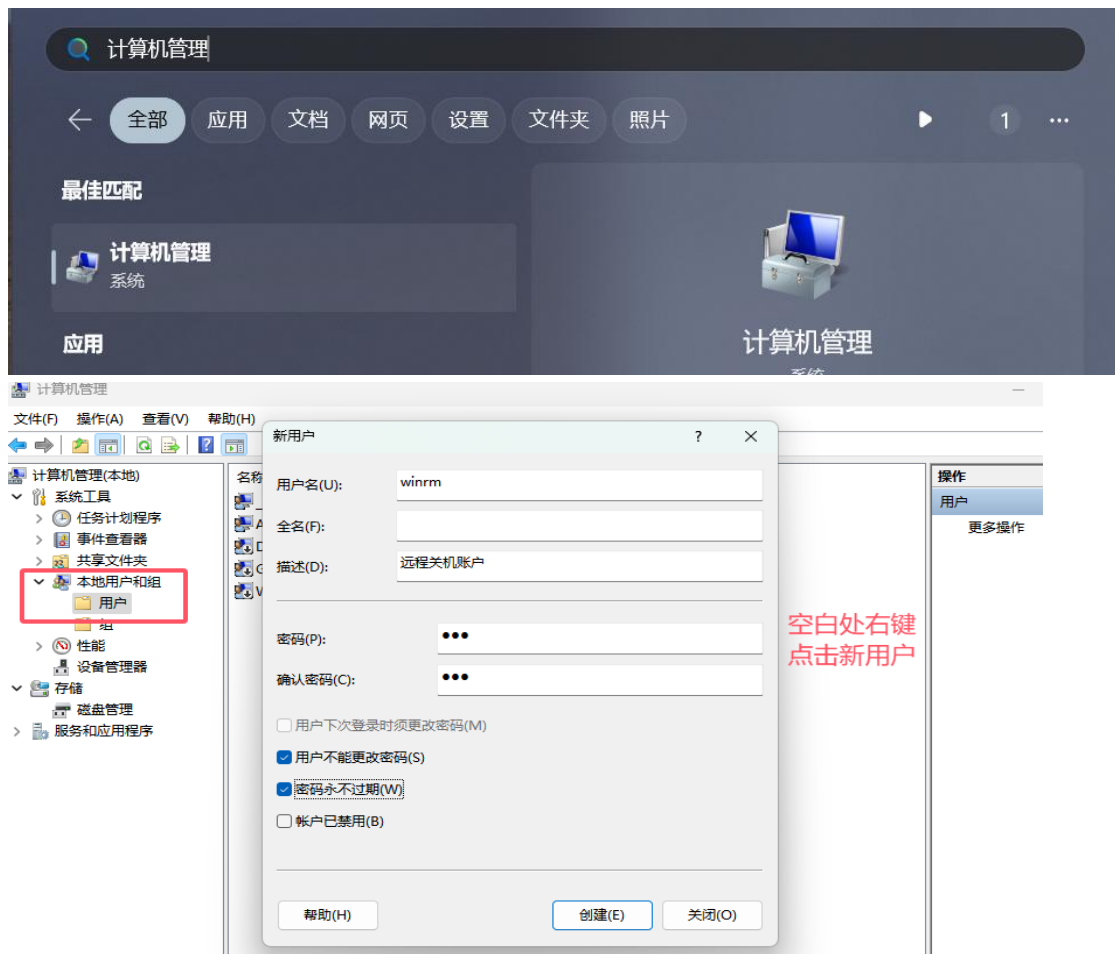 计算机管理
全部 应用 文档 网页 设置 文件夹 照片 1 ...
最佳匹配
计算机管理
系统
应用
计算机管理
系统
计算机管理
文件(F) 操作(A) 查看(V) 帮助(H)
计算机管理(本地)
系统工具
任务计划程序
事件查看器
共享文件夹
本地用户和组
用户
组
性能
设备管理器
存储
磁盘管理
服务和应用程序
名称
新用户 ?
用户名(U): winrm
全名(F):
描述(D): 远程关机账户
密码(P): ●●●
确认密码(C): ●●●
用户下次登录时须更改密码(M)
用户不能更改密码(S)
密码永不过期(W)
帐户已禁用(B)
帮助(H) 创建(E) 关闭(O)
空白处右键
点击新用户
操作
用户
更多操作